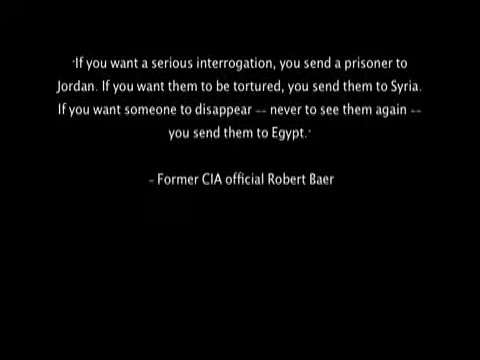 "If you want a serious interrogation, you send a prisoner to
Jordan. If you want them to be tortured, you send them to Syria.
If you want someone to disappear -- never to see them again --
you send them to Egypt."
- Former CIA official Robert Baer